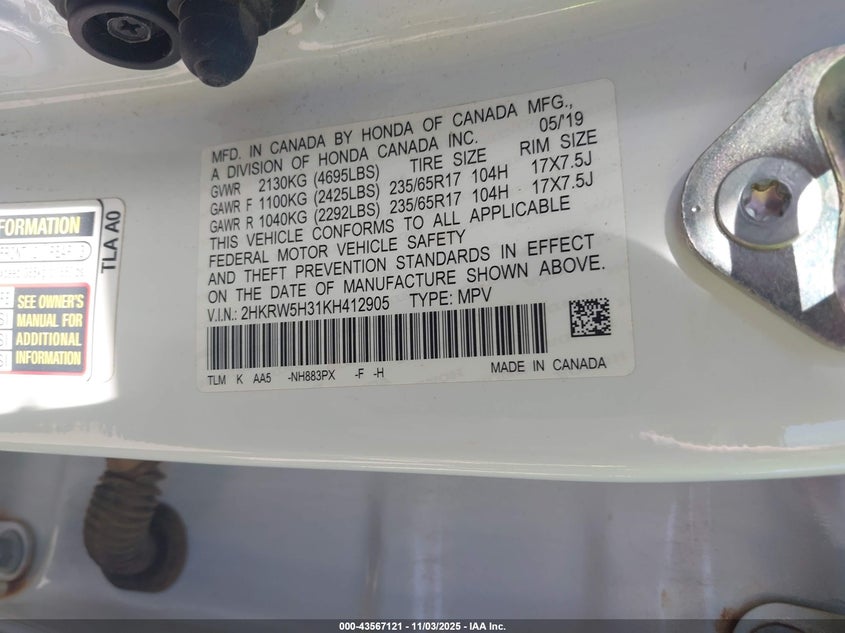 MFD. IN CANADA BY HONDA OF CANADA MFG.,
A DIVISION OF HONDA CANADA INC. 05/'19
GVWR 2130KG (4695LBS) TIRE SIZE RIM SIZE
GAWR F 1100KG (2425LBS) 235/65R17 104H 17X7.5J
GAWR R 1040KG (2292LBS) 235/65R17 104H 17X7.5J
THIS VEHICLE CONFORMS TO ALL APPLICABLE
FEDERAL MOTOR VEHICLE SAFETY
AND THEFT PREVENTION STANDARDS IN EFFECT
ON THE DATE OF MANUFACTURE SHOWN ABOVE.
V.I.N.: 2HKRW5H31KH412905 TYPE: MPV
TLM K AA5 -NH883PX -F -H MADE IN CANADA
TLA A0
SEE OWNER'S
MANUAL FOR
ADDITIONAL
INFORMATION
000-43567121 — 11/03/2025 — IAA Inc.